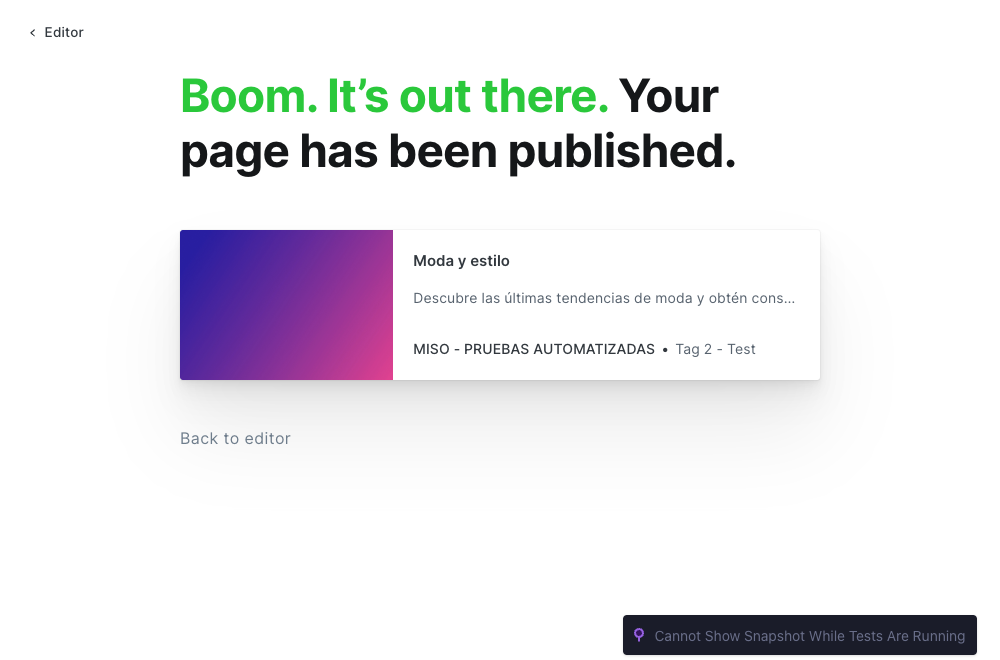 Editor
Boom. It’s out there. Your
page has been published.
Moda y estilo
Descubre las últimas tendencias de moda y obtén cons...
MISO - PRUEBAS AUTOMATIZADAS • Tag 2 - Test
Back to editor
Cannot Show Snapshot While Tests Are Running